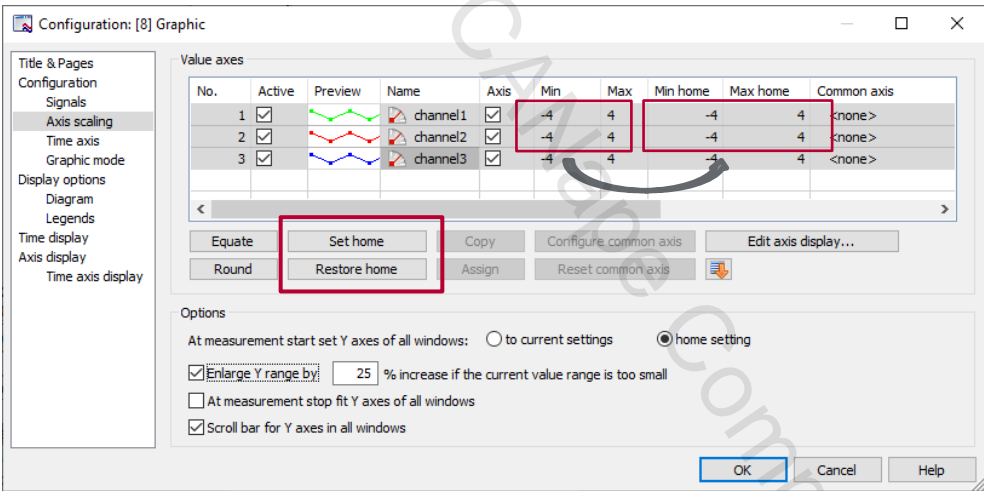 Configuration: [8] Graphic
Title & Pages
Configuration
Signals
Axis scaling
Time axis
Graphic mode
Display options
Diagram
Legends
Time display
Axis display
Time axis display
Value axes
No. Active Preview Name Axis Min Max Min home Max home Common axis
1 channel1 -4 4 -4 4 <none>
2 channel2 -4 4 -4 4 <none>
3 channel3 -4 4 -4 4 <none>
Equate Set home Copy Configure common axis Edit axis display...
Round Restore home Assign Reset common axis
Options
At measurement start set Y axes of all windows: to current settings home setting
Enlarge Y range by 25 % increase if the current value range is too small
At measurement stop fit Y axes of all windows
Scroll bar for Y axes in all windows
OK Cancel Help
CANape Comm